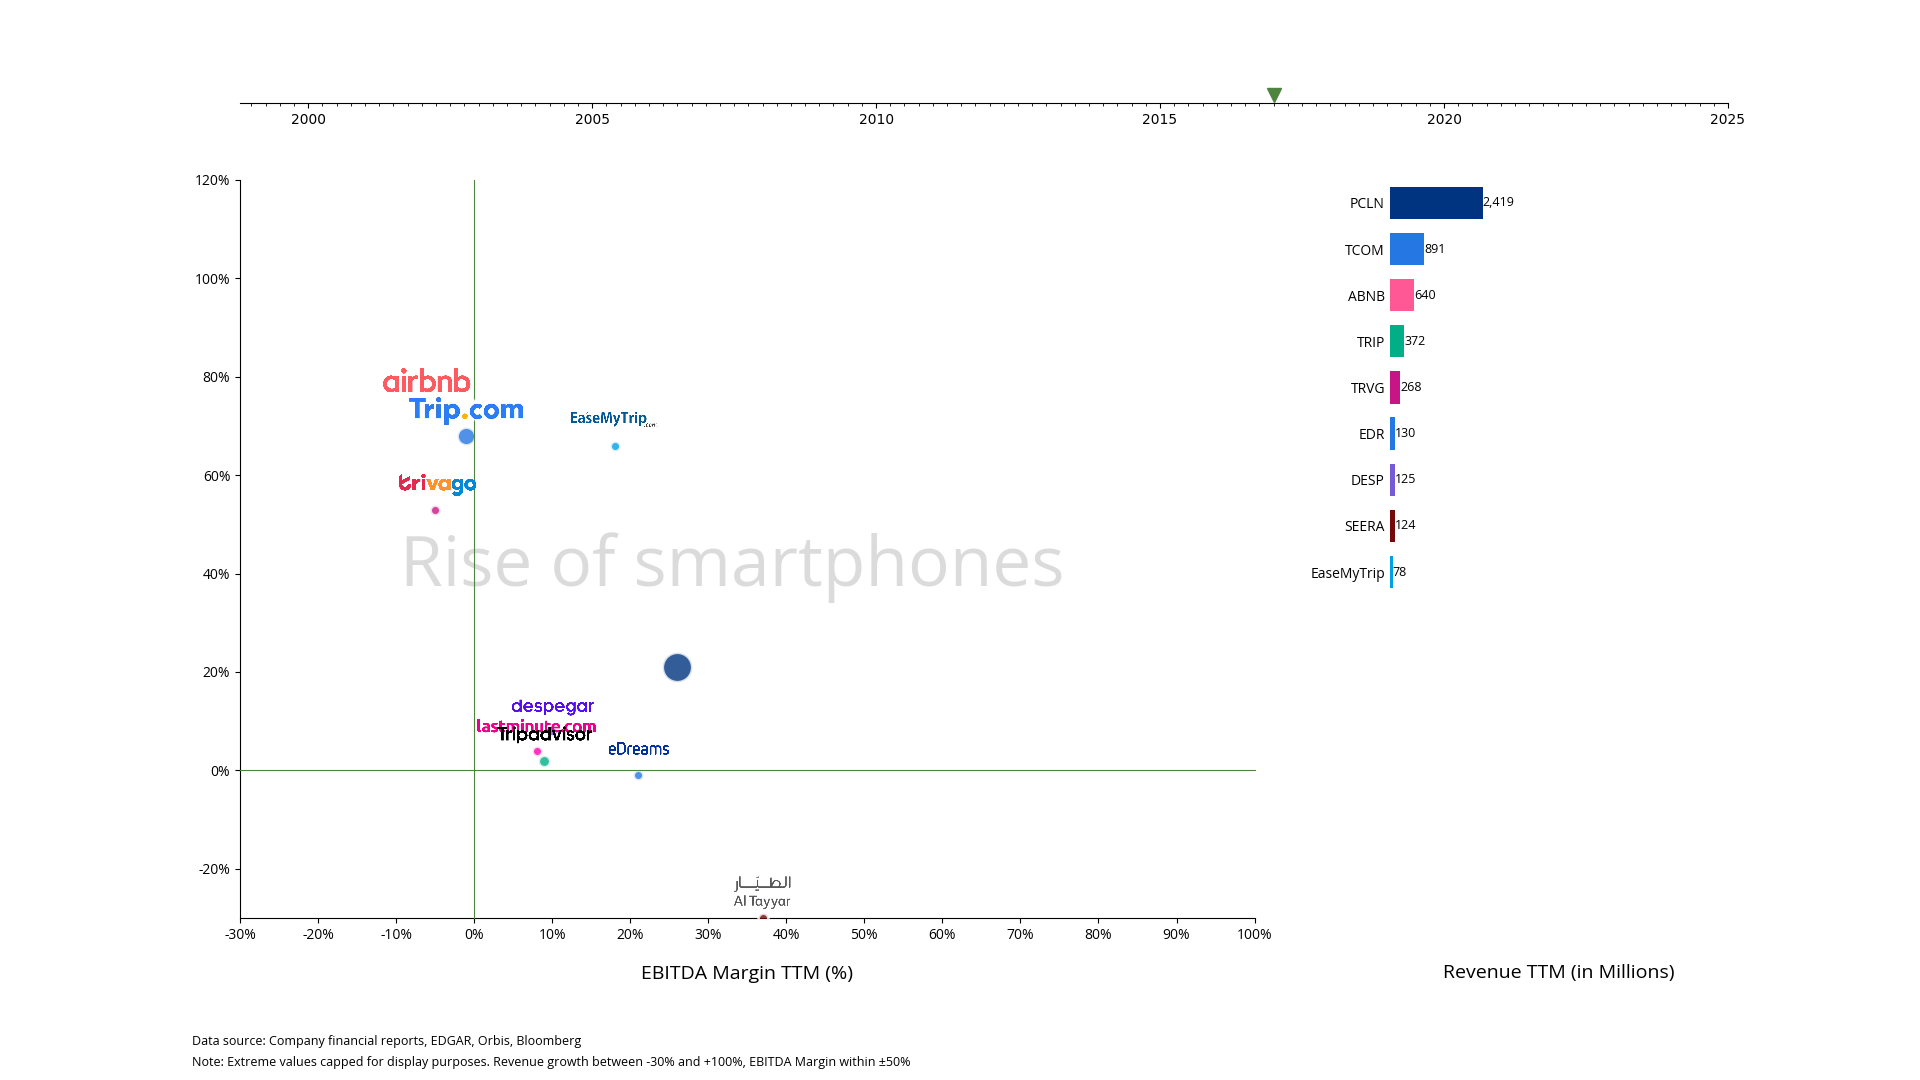 2000 2005 2010 2015 2020 2025
120%
100%
80%
60%
40%
20%
0%
-20%
airbnb
Trip.com
EaseMyTrip.com
trivago
Rise of smartphones
despegar
lastminute.com
Tripadvisor
eDreams
الطيّار
Al Tayyar
-30% -20% -10% 0% 10% 20% 30% 40% 50% 60% 70% 80% 90% 100%
EBITDA Margin TTM (%)
PCLN 2,419
TCOM 891
ABNB 640
TRIP 372
TRVG 268
EDR 130
DESP 125
SEERA 124
EaseMyTrip 78
Revenue TTM (in Millions)
Data source: Company financial reports, EDGAR, Orbis, Bloomberg
Note: Extreme values capped for display purposes. Revenue growth between -30% and +100%, EBITDA Margin within ±50%